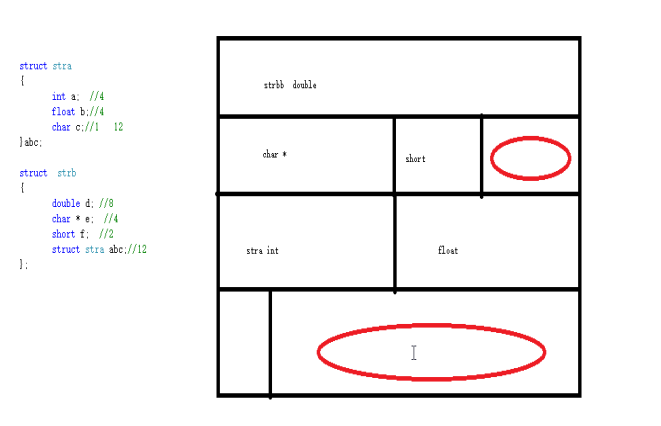 struct stra
{
int a; //4
float b;//4
char c;//1 12
}abc;
struct strb
{
double d; //8
char * e; //4
short f; //2
struct stra abc;//12
};
strbb double
char *
short
stra int
float